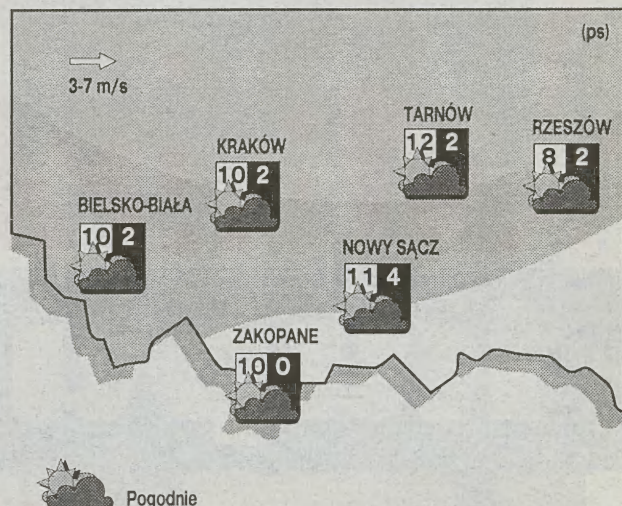 (ps)
3-7 m/s
TARNÓW
12 2
RZESZÓW
8 2
KRAKÓW
10 2
BIELSKO-BIAŁA
10 2
NOWY SĄCZ
11 4
ZAKOPANE
10 0
Pogodnie